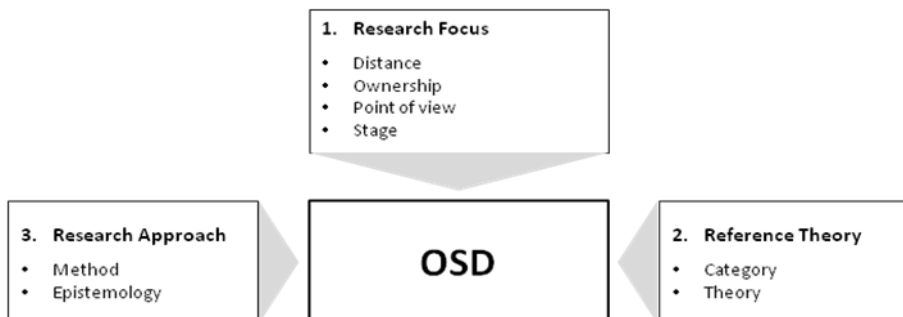 1. Research Focus
• Distance
• Ownership
• Point of view
• Stage
3. Research Approach
• Method
• Epistemology
OSD
2. Reference Theory
• Category
• Theory